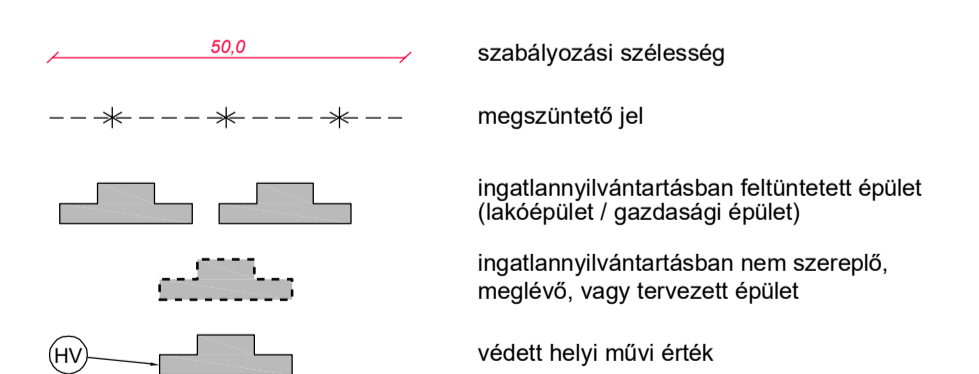 50,0 szabályozási szélesség
megszüntető jel
ingatlannyilvántartásban feltüntetett épület
(lakóépület / gazdasági épület)
ingatlannyilvántartásban nem szereplő,
meglévő, vagy tervezett épület
HV védett helyi művi érték